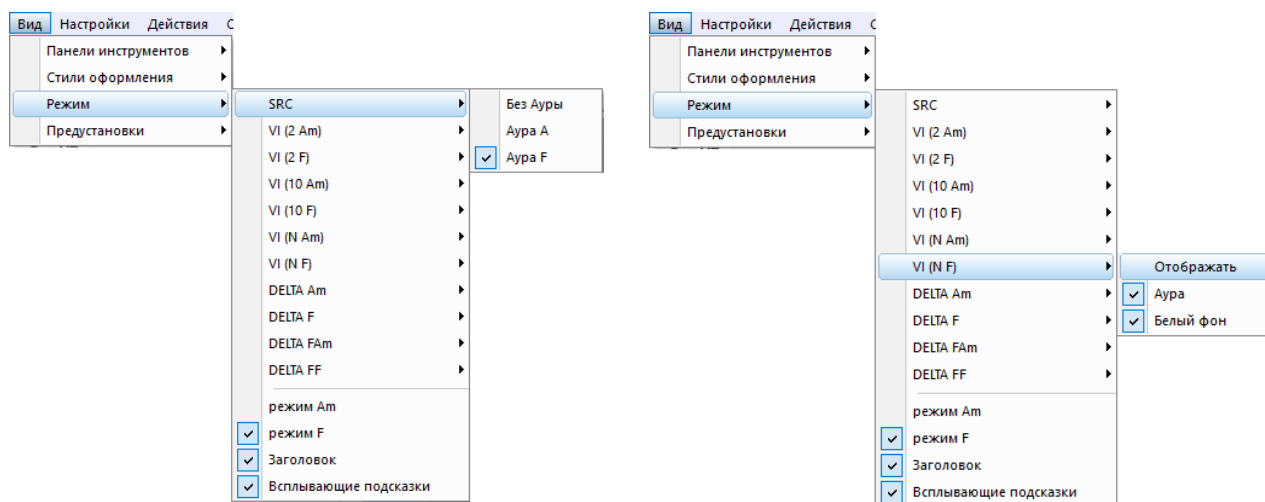 Вид Настройки Действия С
Панели инструментов
Стили оформления
Режим
Предустановки
SRC
VI (2 Am)
VI (2 F)
VI (10 Am)
VI (10 F)
VI (N Am)
VI (N F)
DELTA Am
DELTA F
DELTA FAm
DELTA FF
режим Am
режим F
Заголовок
Всплывающие подсказки
Без Ауры
Аура A
Аура F
Вид Настройки Действия С
Панели инструментов
Стили оформления
Режим
Предустановки
SRC
VI (2 Am)
VI (2 F)
VI (10 Am)
VI (10 F)
VI (N Am)
VI (N F)
DELTA Am
DELTA F
DELTA FAm
DELTA FF
режим Am
режим F
Заголовок
Всплывающие подсказки
Отображать
Аура
Белый фон